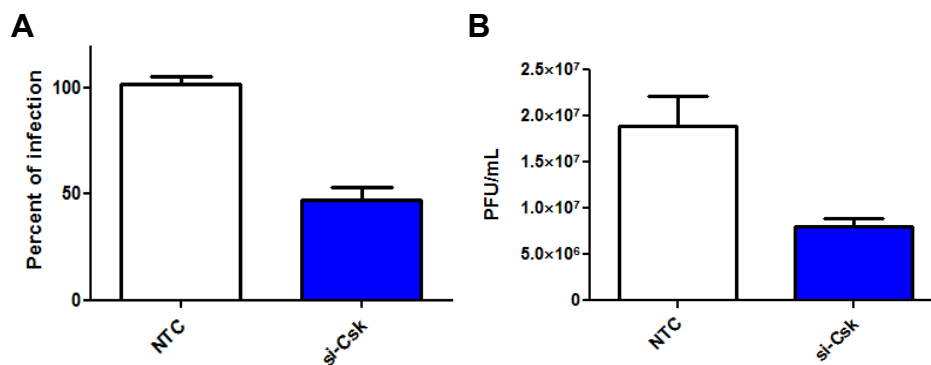 A
Percent of infection
100
50
0
NTC
si-Csk
B
PFU/mL
2.5×10⁷
2.0×10⁷
1.5×10⁷
1.0×10⁷
5.0×10⁶
0
NTC
si-Csk